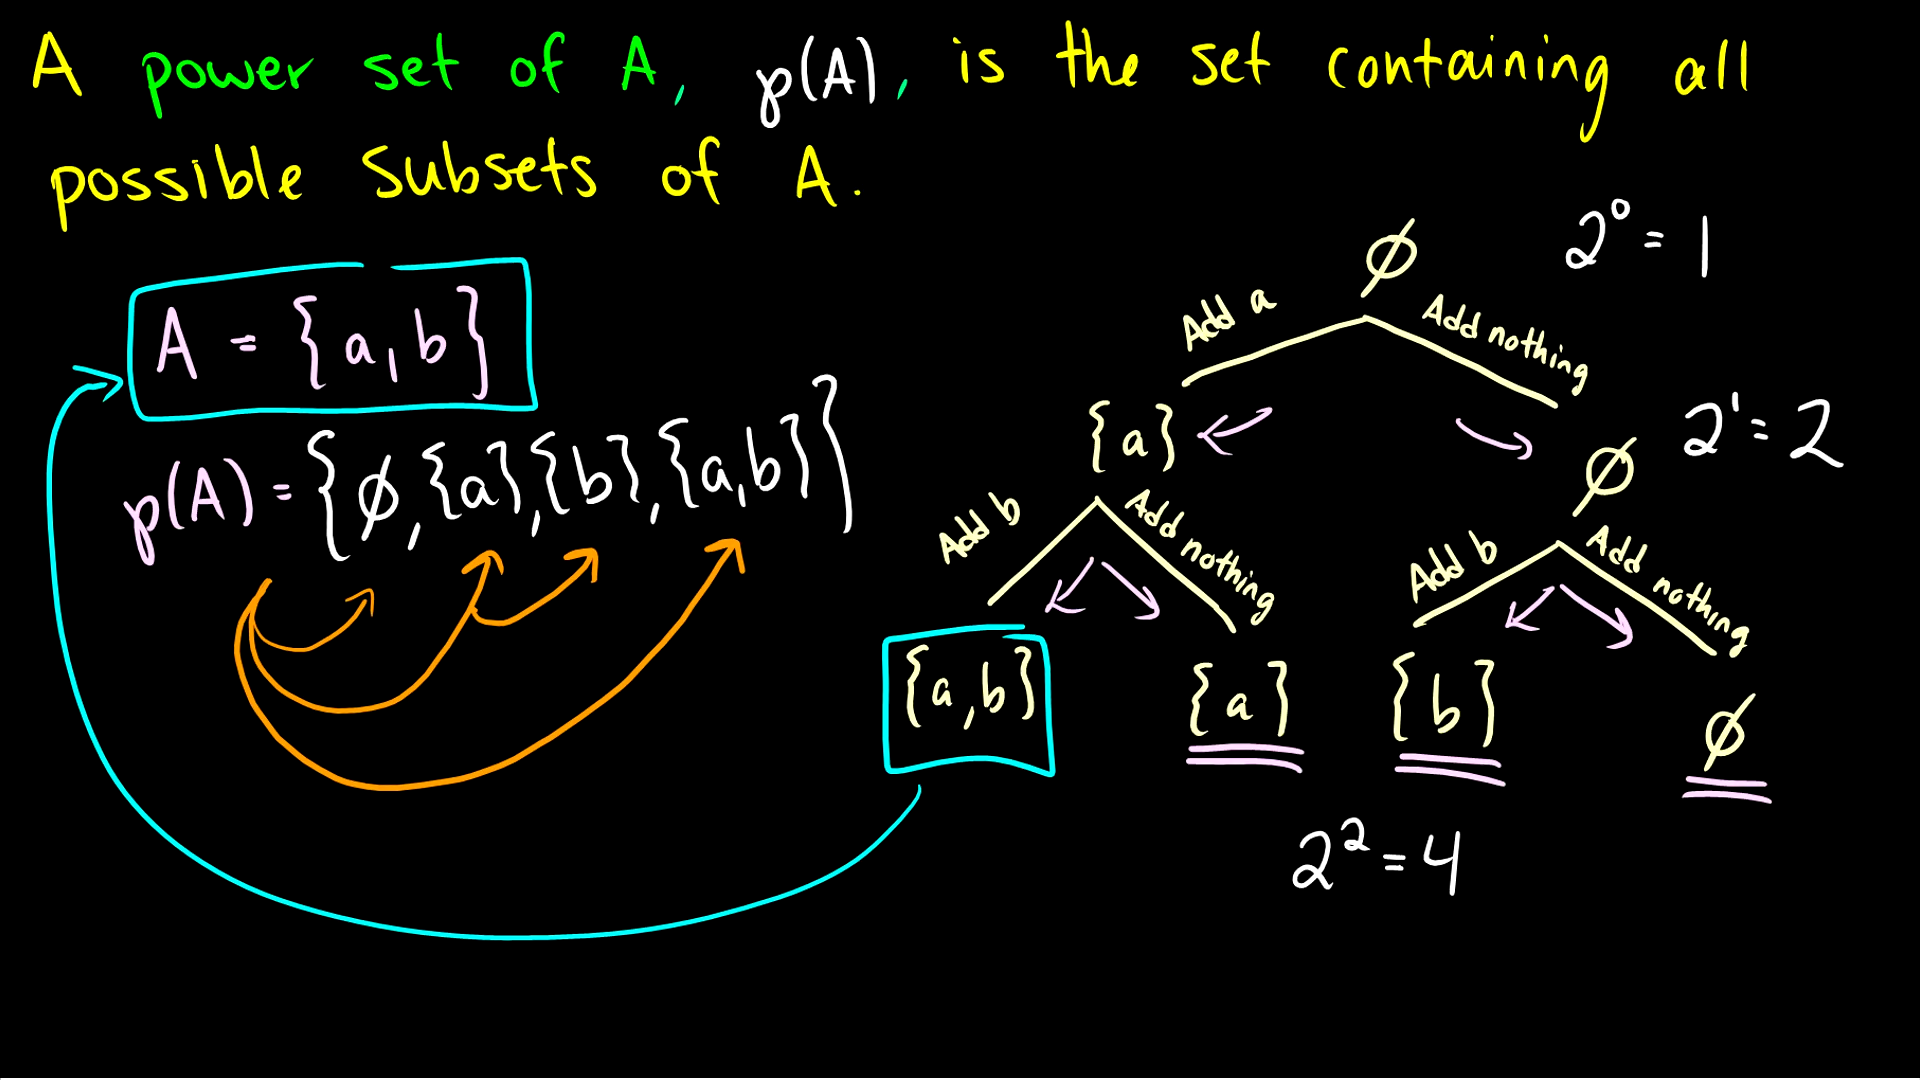 A power set of A, p(A), is the set containing all
possible subsets of A.
2⁰ = 1
∅
Add a
Add nothing
A = {a, b}
{a}
∅
2¹ = 2
p(A) = {∅, {a}, {b}, {a, b}}
Add b
Add nothing
Add b
Add nothing
{a, b}
{a}
{b}
∅
2² = 4